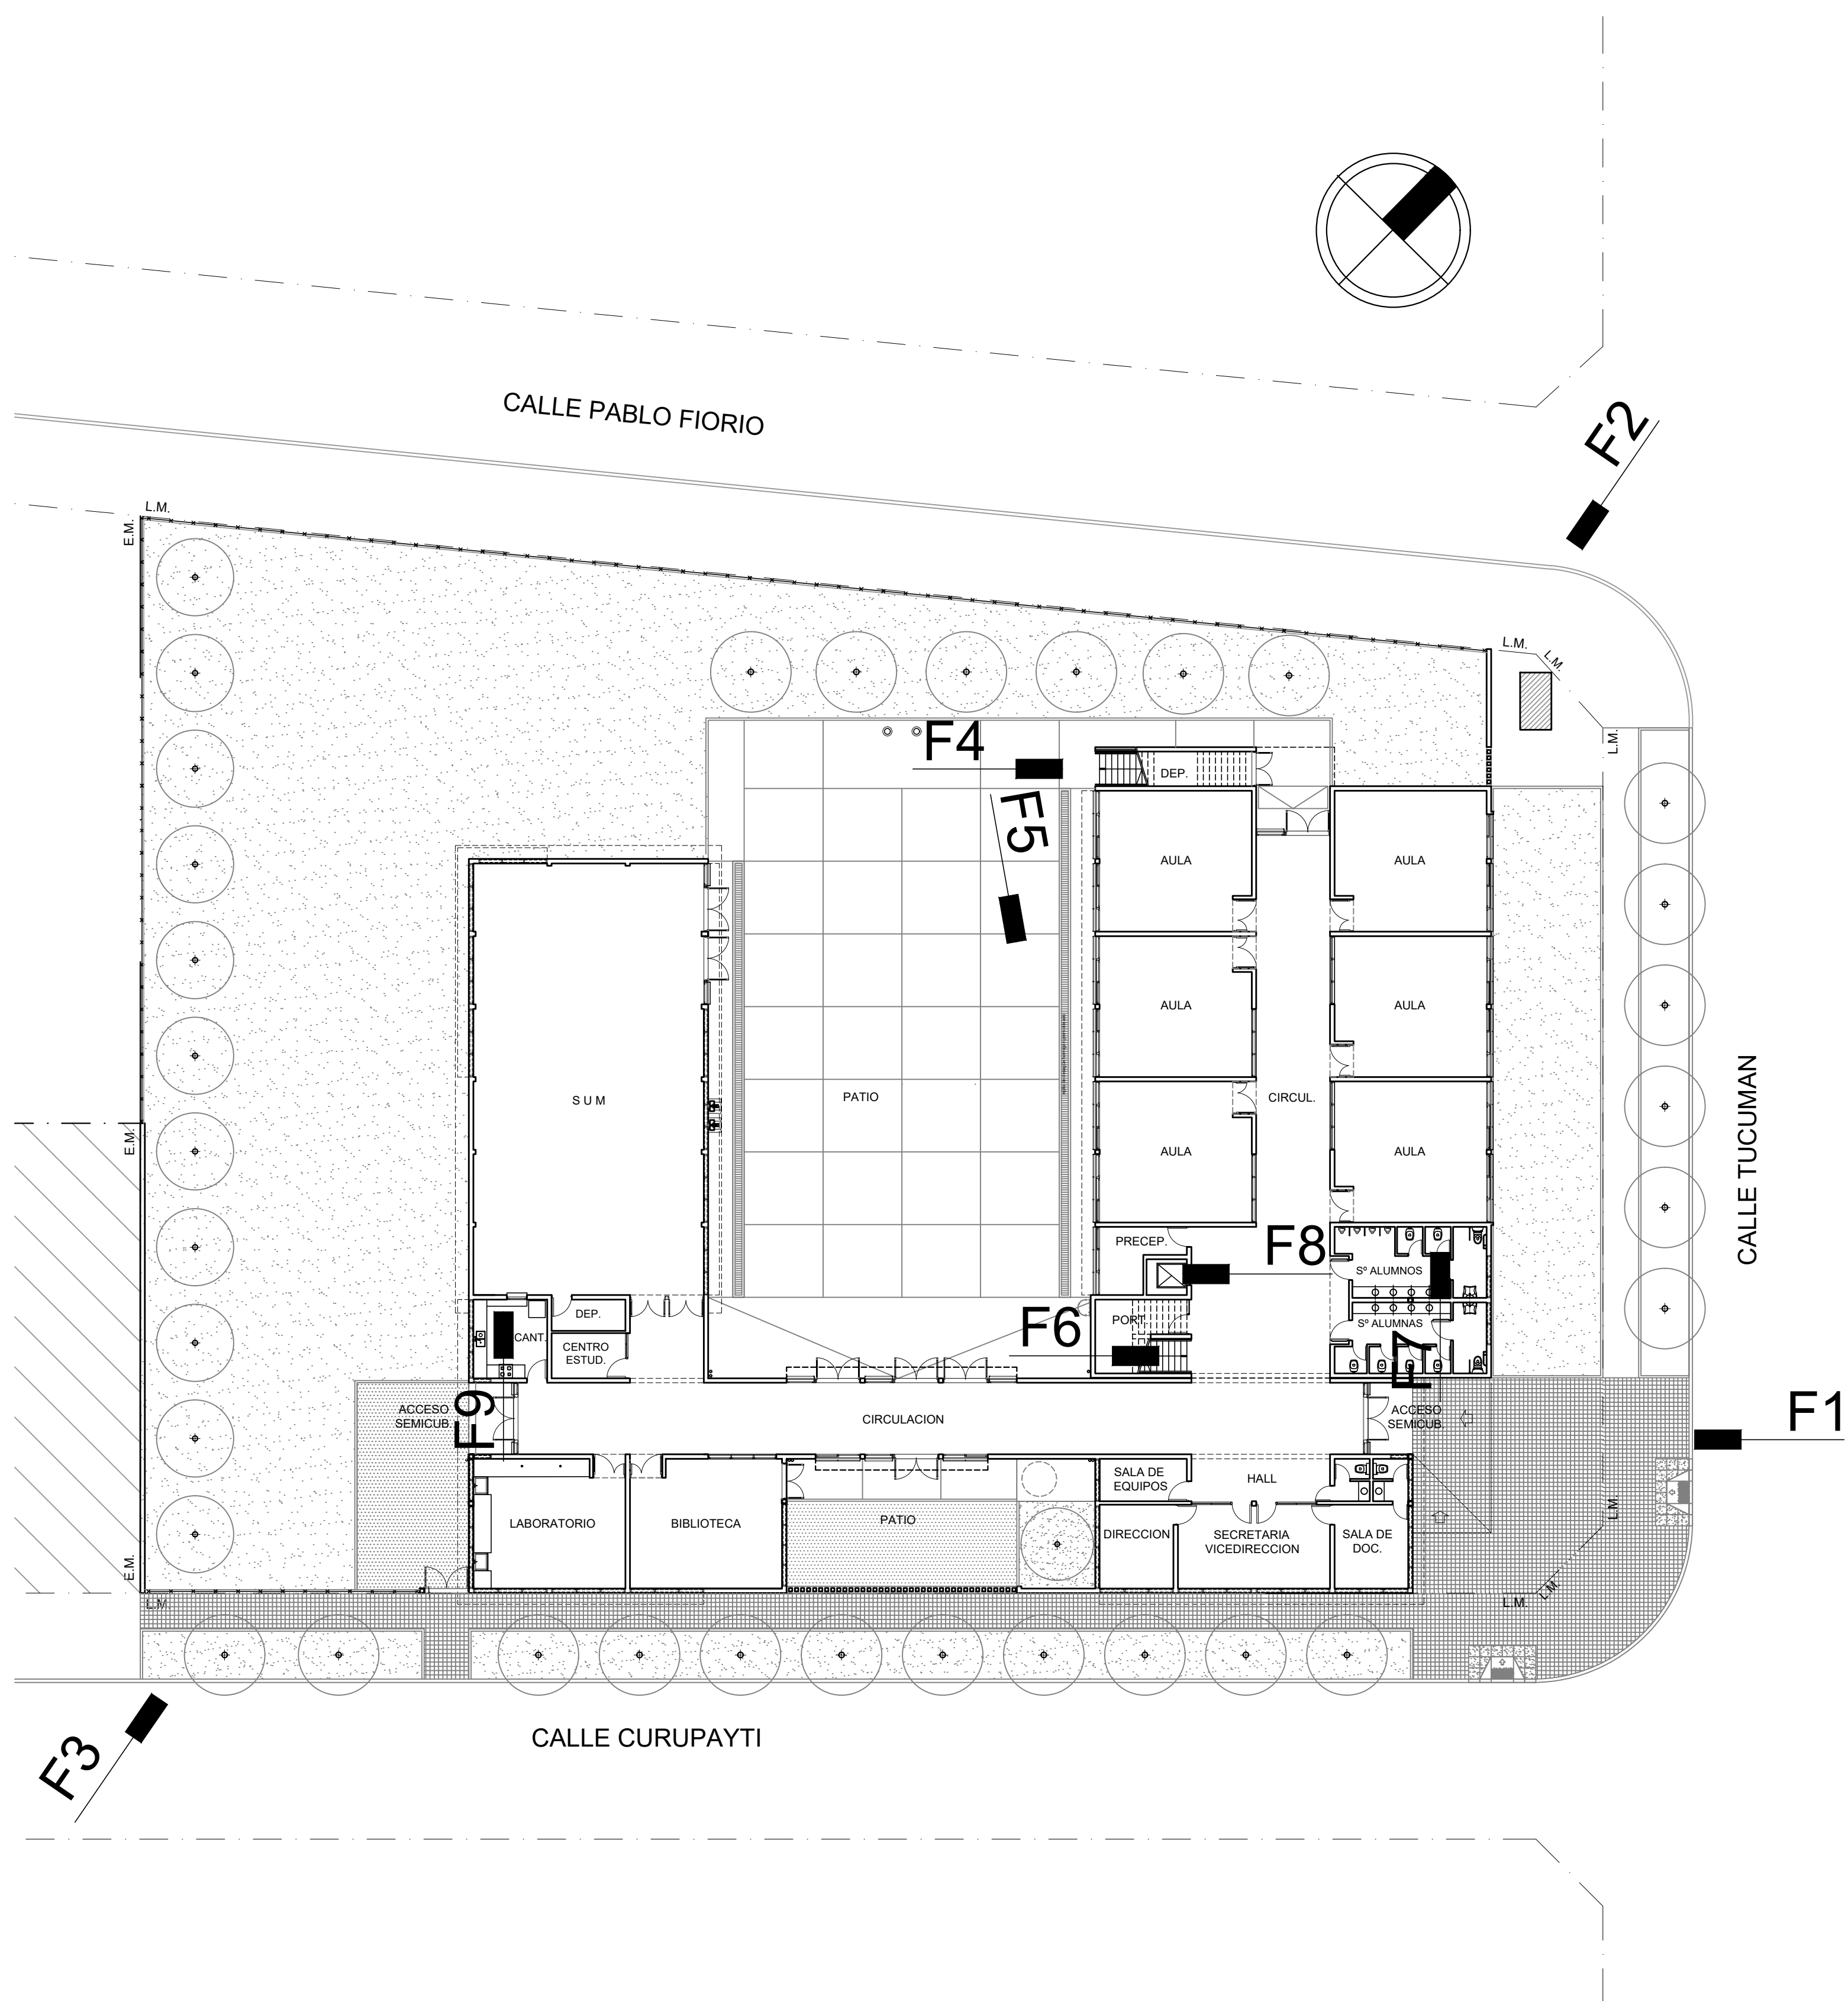 CALLE PABLO FIORIO
F2
L.M.
E.M.
L.M.
L.M.
L.M.
F4
DEP.
F5
AULA
AULA
AULA
AULA
S U M
PATIO
CIRCUL.
AULA
AULA
CALLE TUCUMAN
E.M.
PRECEP.
F8
Sº ALUMNOS
DEP.
PORT.
F6
Sº ALUMNAS
CANT.
CENTRO
ESTUD.
F7
F9
ACCESO
SEMICUB.
CIRCULACION
ACCESO
SEMICUB.
F1
SALA DE
EQUIPOS
HALL
LABORATORIO
BIBLIOTECA
PATIO
DIRECCION
SECRETARIA
VICEDIRECCION
SALA DE
DOC.
L.M.
E.M.
L.M.
L.M.
L.M.
F3
CALLE CURUPAYTI